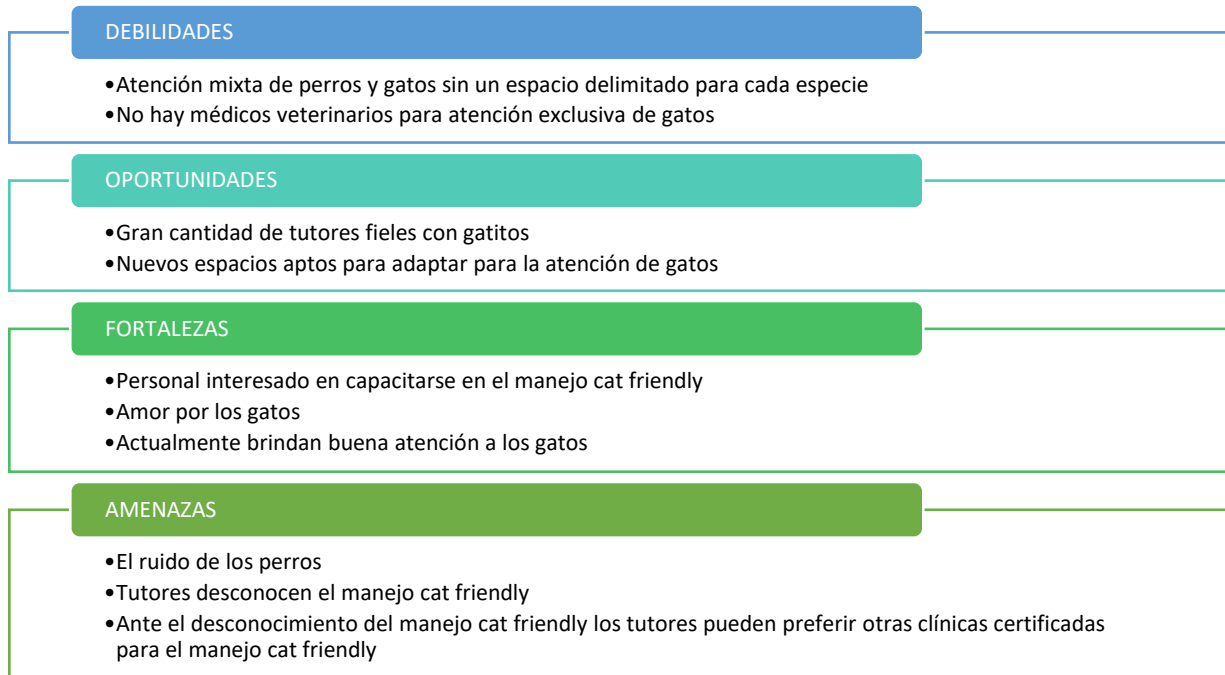 DEBILIDADES
•Atención mixta de perros y gatos sin un espacio delimitado para cada especie
•No hay médicos veterinarios para atención exclusiva de gatos
OPORTUNIDADES
•Gran cantidad de tutores fieles con gatitos
•Nuevos espacios aptos para adaptar para la atención de gatos
FORTALEZAS
•Personal interesado en capacitarse en el manejo cat friendly
•Amor por los gatos
•Actualmente brindan buena atención a los gatos
AMENAZAS
•El ruido de los perros
•Tutores desconocen el manejo cat friendly
•Ante el desconocimiento del manejo cat friendly los tutores pueden preferir otras clínicas certificadas
para el manejo cat friendly